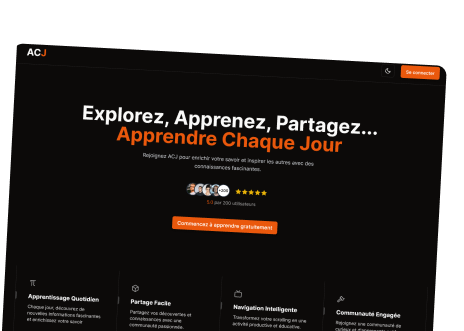 ACJ
Se connecter
Explorez, Apprenez, Partagez...
Apprendre Chaque Jour
Rejoignez ACJ pour enrichir votre savoir et inspirer les autres avec des
connaissances fascinantes.
+200
5.0 par 200 utilisateurs
Commencez à apprendre gratuitement
Apprentissage Quotidien
Chaque jour, découvrez de
nouvelles informations fascinantes
et enrichissez votre savoir
Partage Facile
Partagez vos découvertes et
connaissances avec une
communauté passionnée.
Navigation Intelligente
Transformez votre scrolling en une
activité productive et éducative.
Communauté Engagée
Rejoignez une communauté de